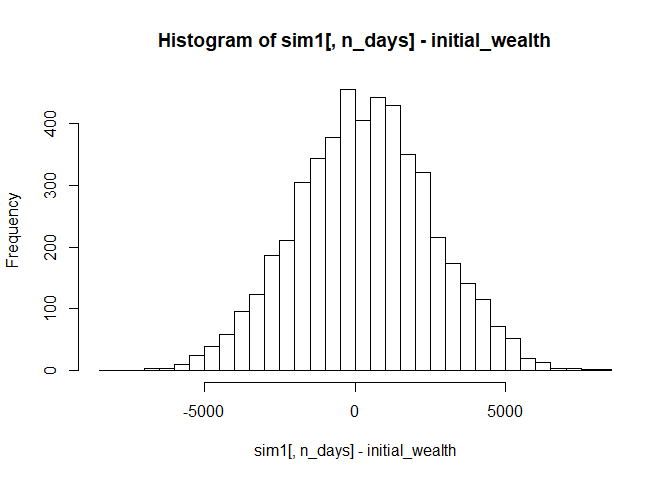 Histogram of sim1[, n_days] - initial_wealth
Frequency
400
300
200
100
0
-5000 0 5000
sim1[, n_days] - initial_wealth